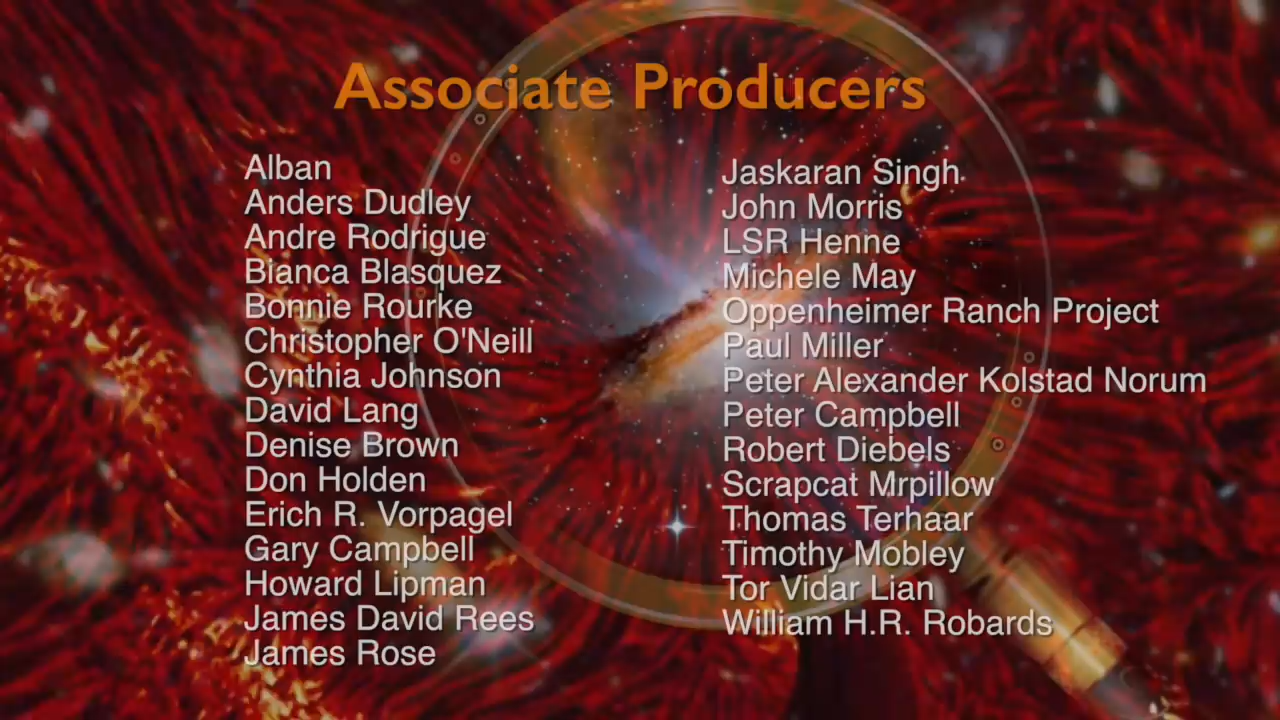 Associate Producers
Alban
Anders Dudley
Andre Rodrigue
Bianca Blasquez
Bonnie Rourke
Christopher O'Neill
Cynthia Johnson
David Lang
Denise Brown
Don Holden
Erich R. Vorpagel
Gary Campbell
Howard Lipman
James David Rees
James Rose
Jaskaran Singh
John Morris
LSR Henne
Michele May
Oppenheimer Ranch Project
Paul Miller
Peter Alexander Kolstad Norum
Peter Campbell
Robert Diebels
Scrapcat Mrpillow
Thomas Terhaar
Timothy Mobley
Tor Vidar Lian
William H.R. Robards